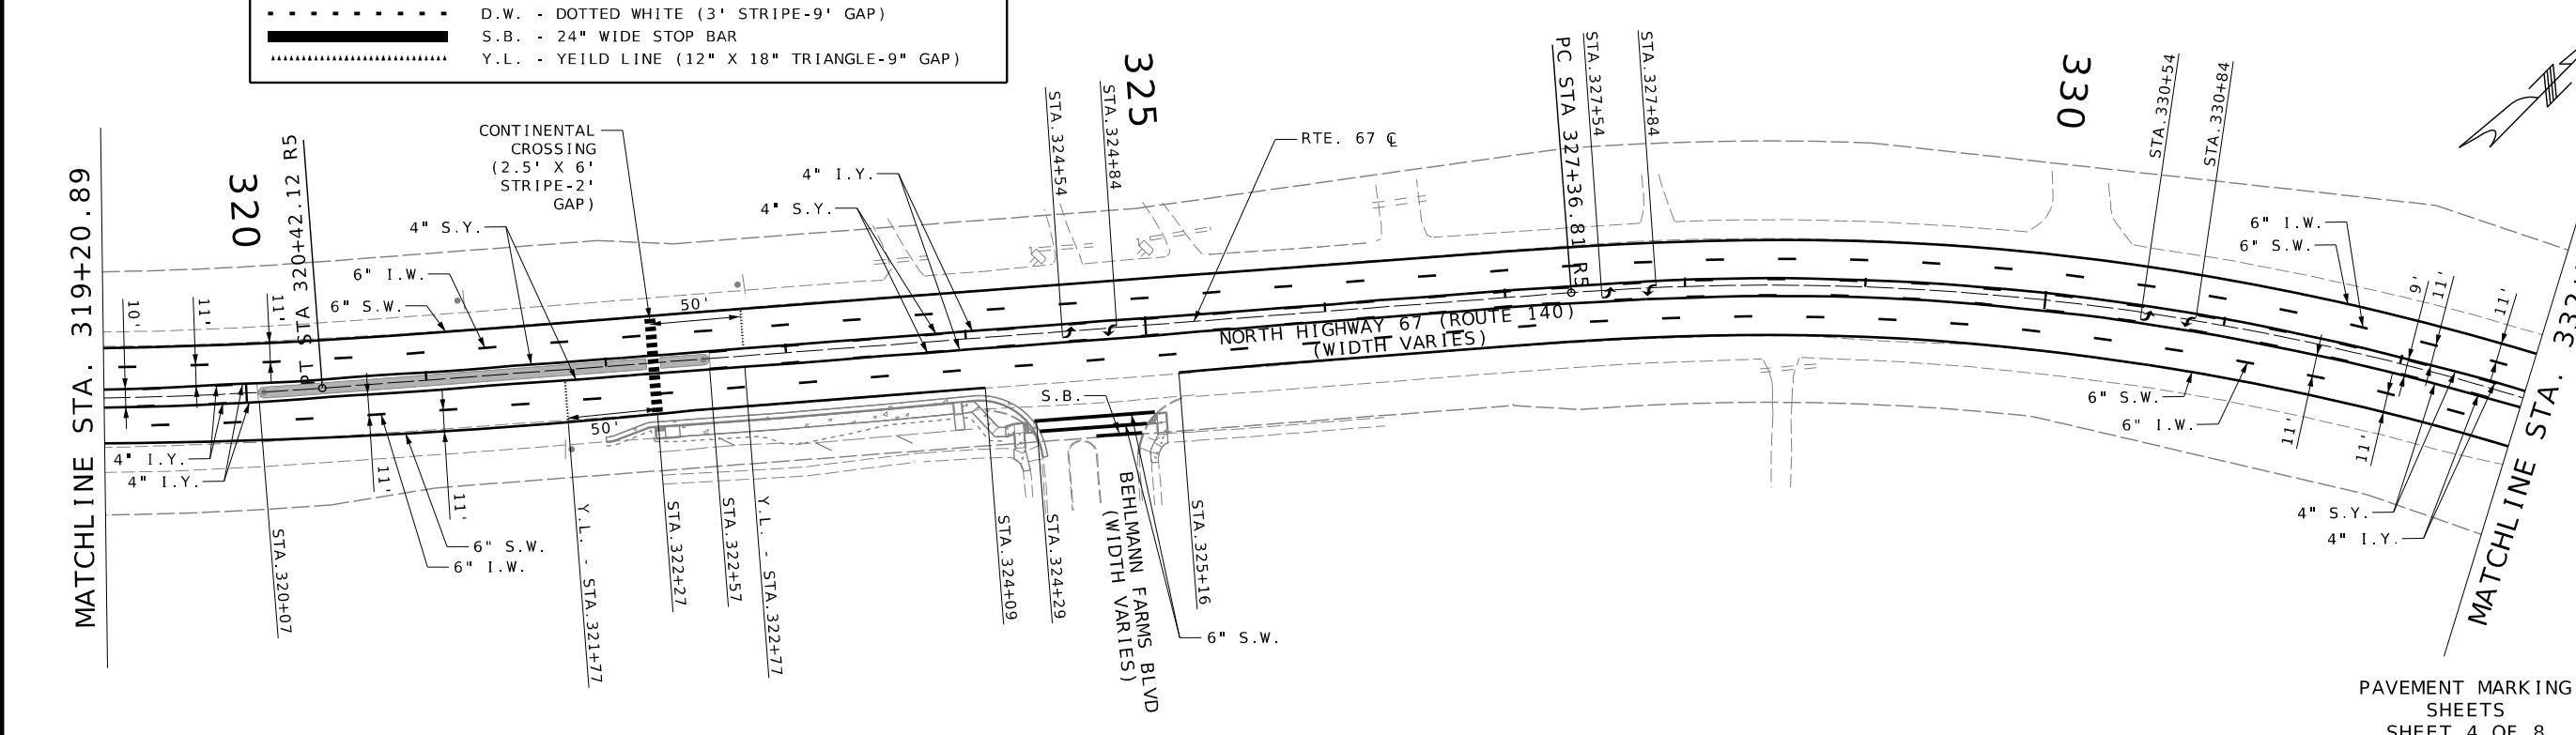 D.W. - DOTTED WHITE (3' STRIPE-9' GAP)
S.B. - 24" WIDE STOP BAR
Y.L. - YEILD LINE (12" X 18" TRIANGLE-9" GAP)
MATCHLINE STA. 319+20.89
320
PT STA 320+42.12 R5
CONTINENTAL
CROSSING
(2.5' X 6'
STRIPE-2'
GAP)
4" S.Y.
6" I.W.
6" S.W.
10'
11'
11'
50'
4" I.Y.
4" S.Y.
STA.324+54
STA.324+84
325
RTE. 67 ℄
PC STA 327+36.81 R5
STA.327+54
STA.327+84
330
STA.330+54
STA.330+84
6" I.W.
6" S.W.
9'
11'
11'
NORTH HIGHWAY 67 (ROUTE 140)
(WIDTH VARIES)
4" I.Y.
4" I.Y.
STA.320+07
11'
11'
6" S.W.
6" I.W.
50'
Y.L. - STA.321+77
STA.322+27
STA.322+57
Y.L. - STA.322+77
STA.324+09
STA.324+29
S.B.
BEHLMANN FARMS BLVD
(WIDTH VARIES)
STA.325+16
6" S.W.
6" S.W.
6" I.W.
11'
11'
4" S.Y.
4" I.Y.
MATCHLINE STA.
PAVEMENT MARKING
SHEETS
SHEET 4 OF 8